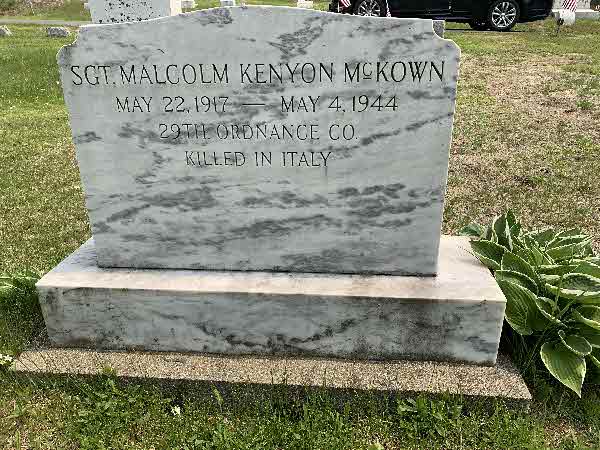 SGT. MALCOLM KENYON McKOWN
MAY 22, 1917 — MAY 4, 1944
29TH ORDNANCE CO.
KILLED IN ITALY